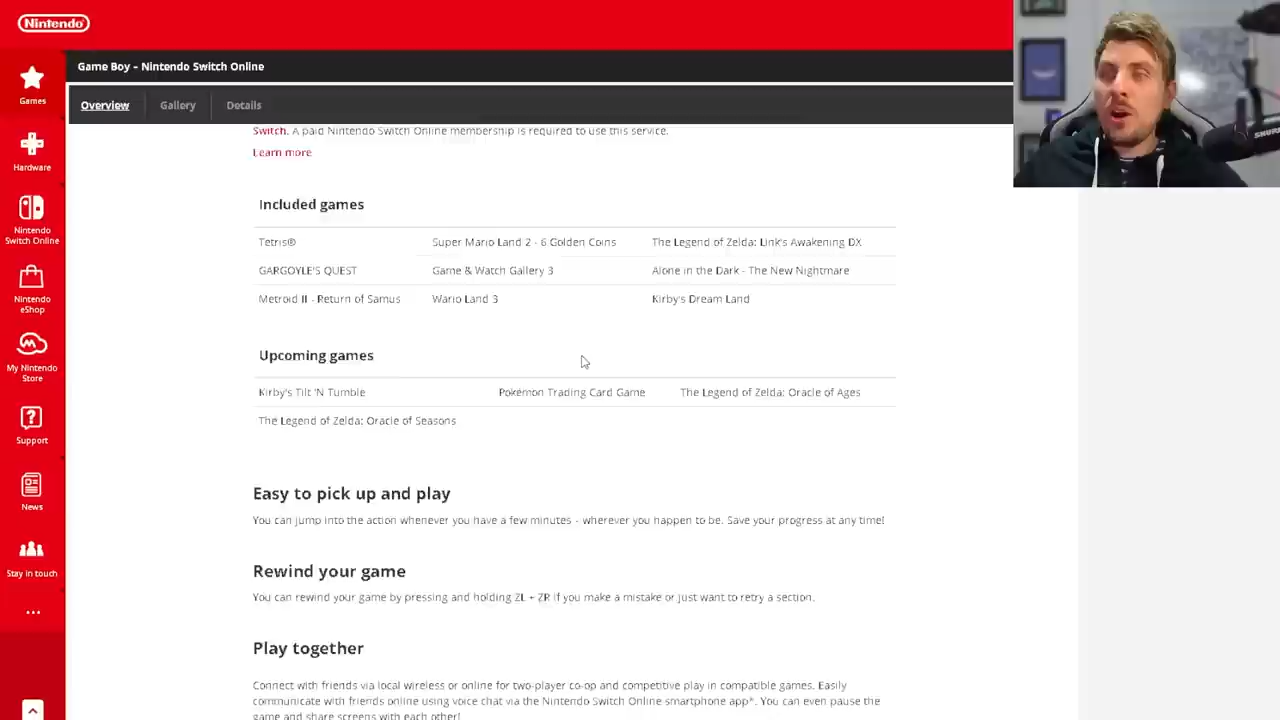 Nintendo
Game Boy – Nintendo Switch Online
Overview
Gallery
Details
Games
Hardware
Nintendo
Switch Online
Nintendo
eShop
My Nintendo
Store
Support
News
Stay in touch
...
Switch. A paid Nintendo Switch Online membership is required to use this service.
Learn more
Included games
Tetris® Super Mario Land 2 - 6 Golden Coins The Legend of Zelda: Link's Awakening DX
GARGOYLE'S QUEST Game & Watch Gallery 3 Alone in the Dark - The New Nightmare
Metroid II - Return of Samus Wario Land 3 Kirby's Dream Land
Upcoming games
Kirby's Tilt 'N Tumble Pokémon Trading Card Game The Legend of Zelda: Oracle of Ages
The Legend of Zelda: Oracle of Seasons
Easy to pick up and play
You can jump into the action whenever you have a few minutes - wherever you happen to be. Save your progress at any time!
Rewind your game
You can rewind your game by pressing and holding ZL + ZR if you make a mistake or just want to retry a section.
Play together
Connect with friends via local wireless or online for two-player co-op and competitive play in compatible games. Easily
communicate with friends online using voice chat via the Nintendo Switch Online smartphone app*. You can even pause the
game and share screens with each other!